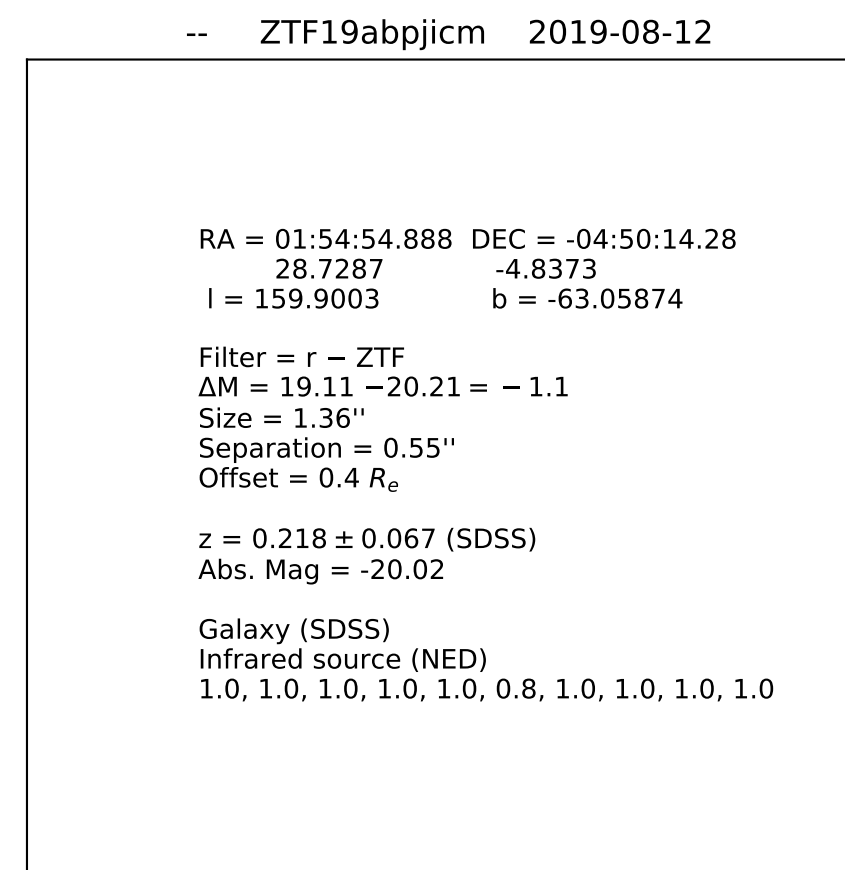 -- ZTF19abpjicm 2019-08-12
RA = 01:54:54.888 DEC = -04:50:14.28
28.7287 -4.8373
l = 159.9003 b = -63.05874
Filter = r − ZTF
ΔM = 19.11 −20.21 = − 1.1
Size = 1.36''
Separation = 0.55''
Offset = 0.4 Re
z = 0.218 ± 0.067 (SDSS)
Abs. Mag = -20.02
Galaxy (SDSS)
Infrared source (NED)
1.0, 1.0, 1.0, 1.0, 1.0, 0.8, 1.0, 1.0, 1.0, 1.0